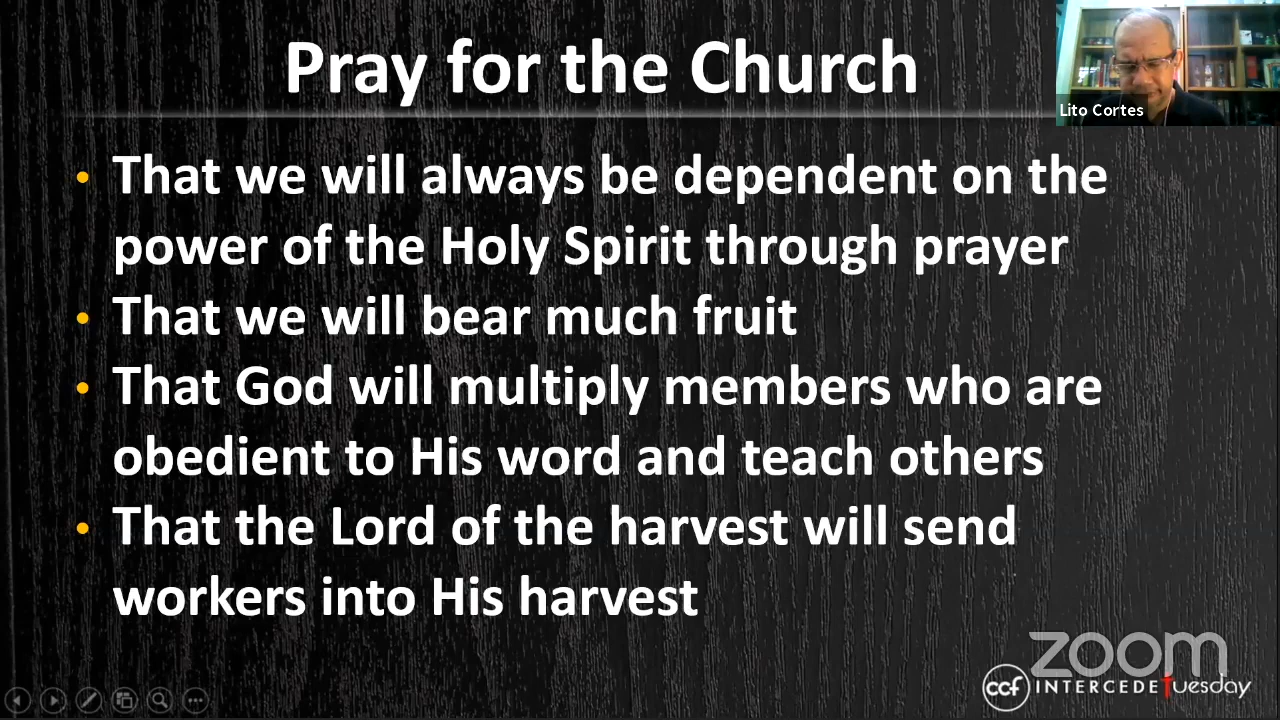 Pray for the Church
Lito Cortes
• That we will always be dependent on the
power of the Holy Spirit through prayer
• That we will bear much fruit
• That God will multiply members who are
obedient to His word and teach others
• That the Lord of the harvest will send
workers into His harvest
zoom
ccf INTERCEDE Tuesday